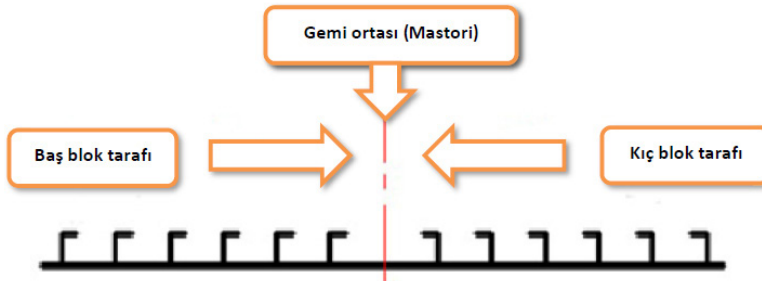 Gemi ortası (Mastori)
Baş blok tarafı
Kıç blok tarafı